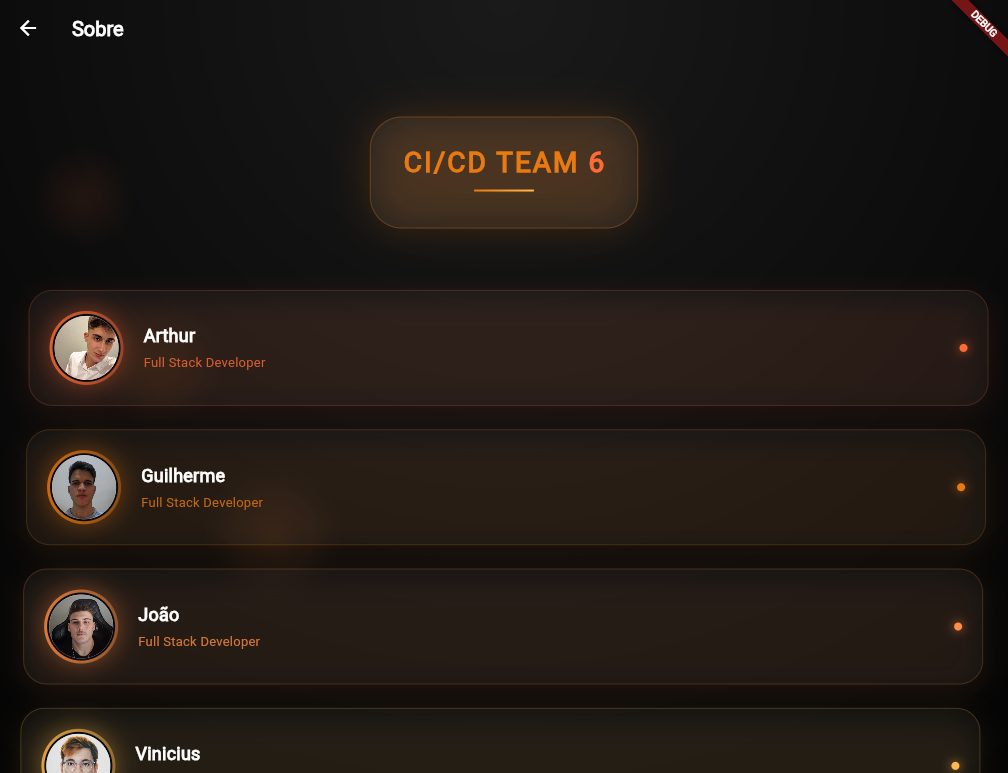 Sobre
DEBUG
CI/CD TEAM 6
Arthur
Full Stack Developer
Guilherme
Full Stack Developer
João
Full Stack Developer
Vinicius